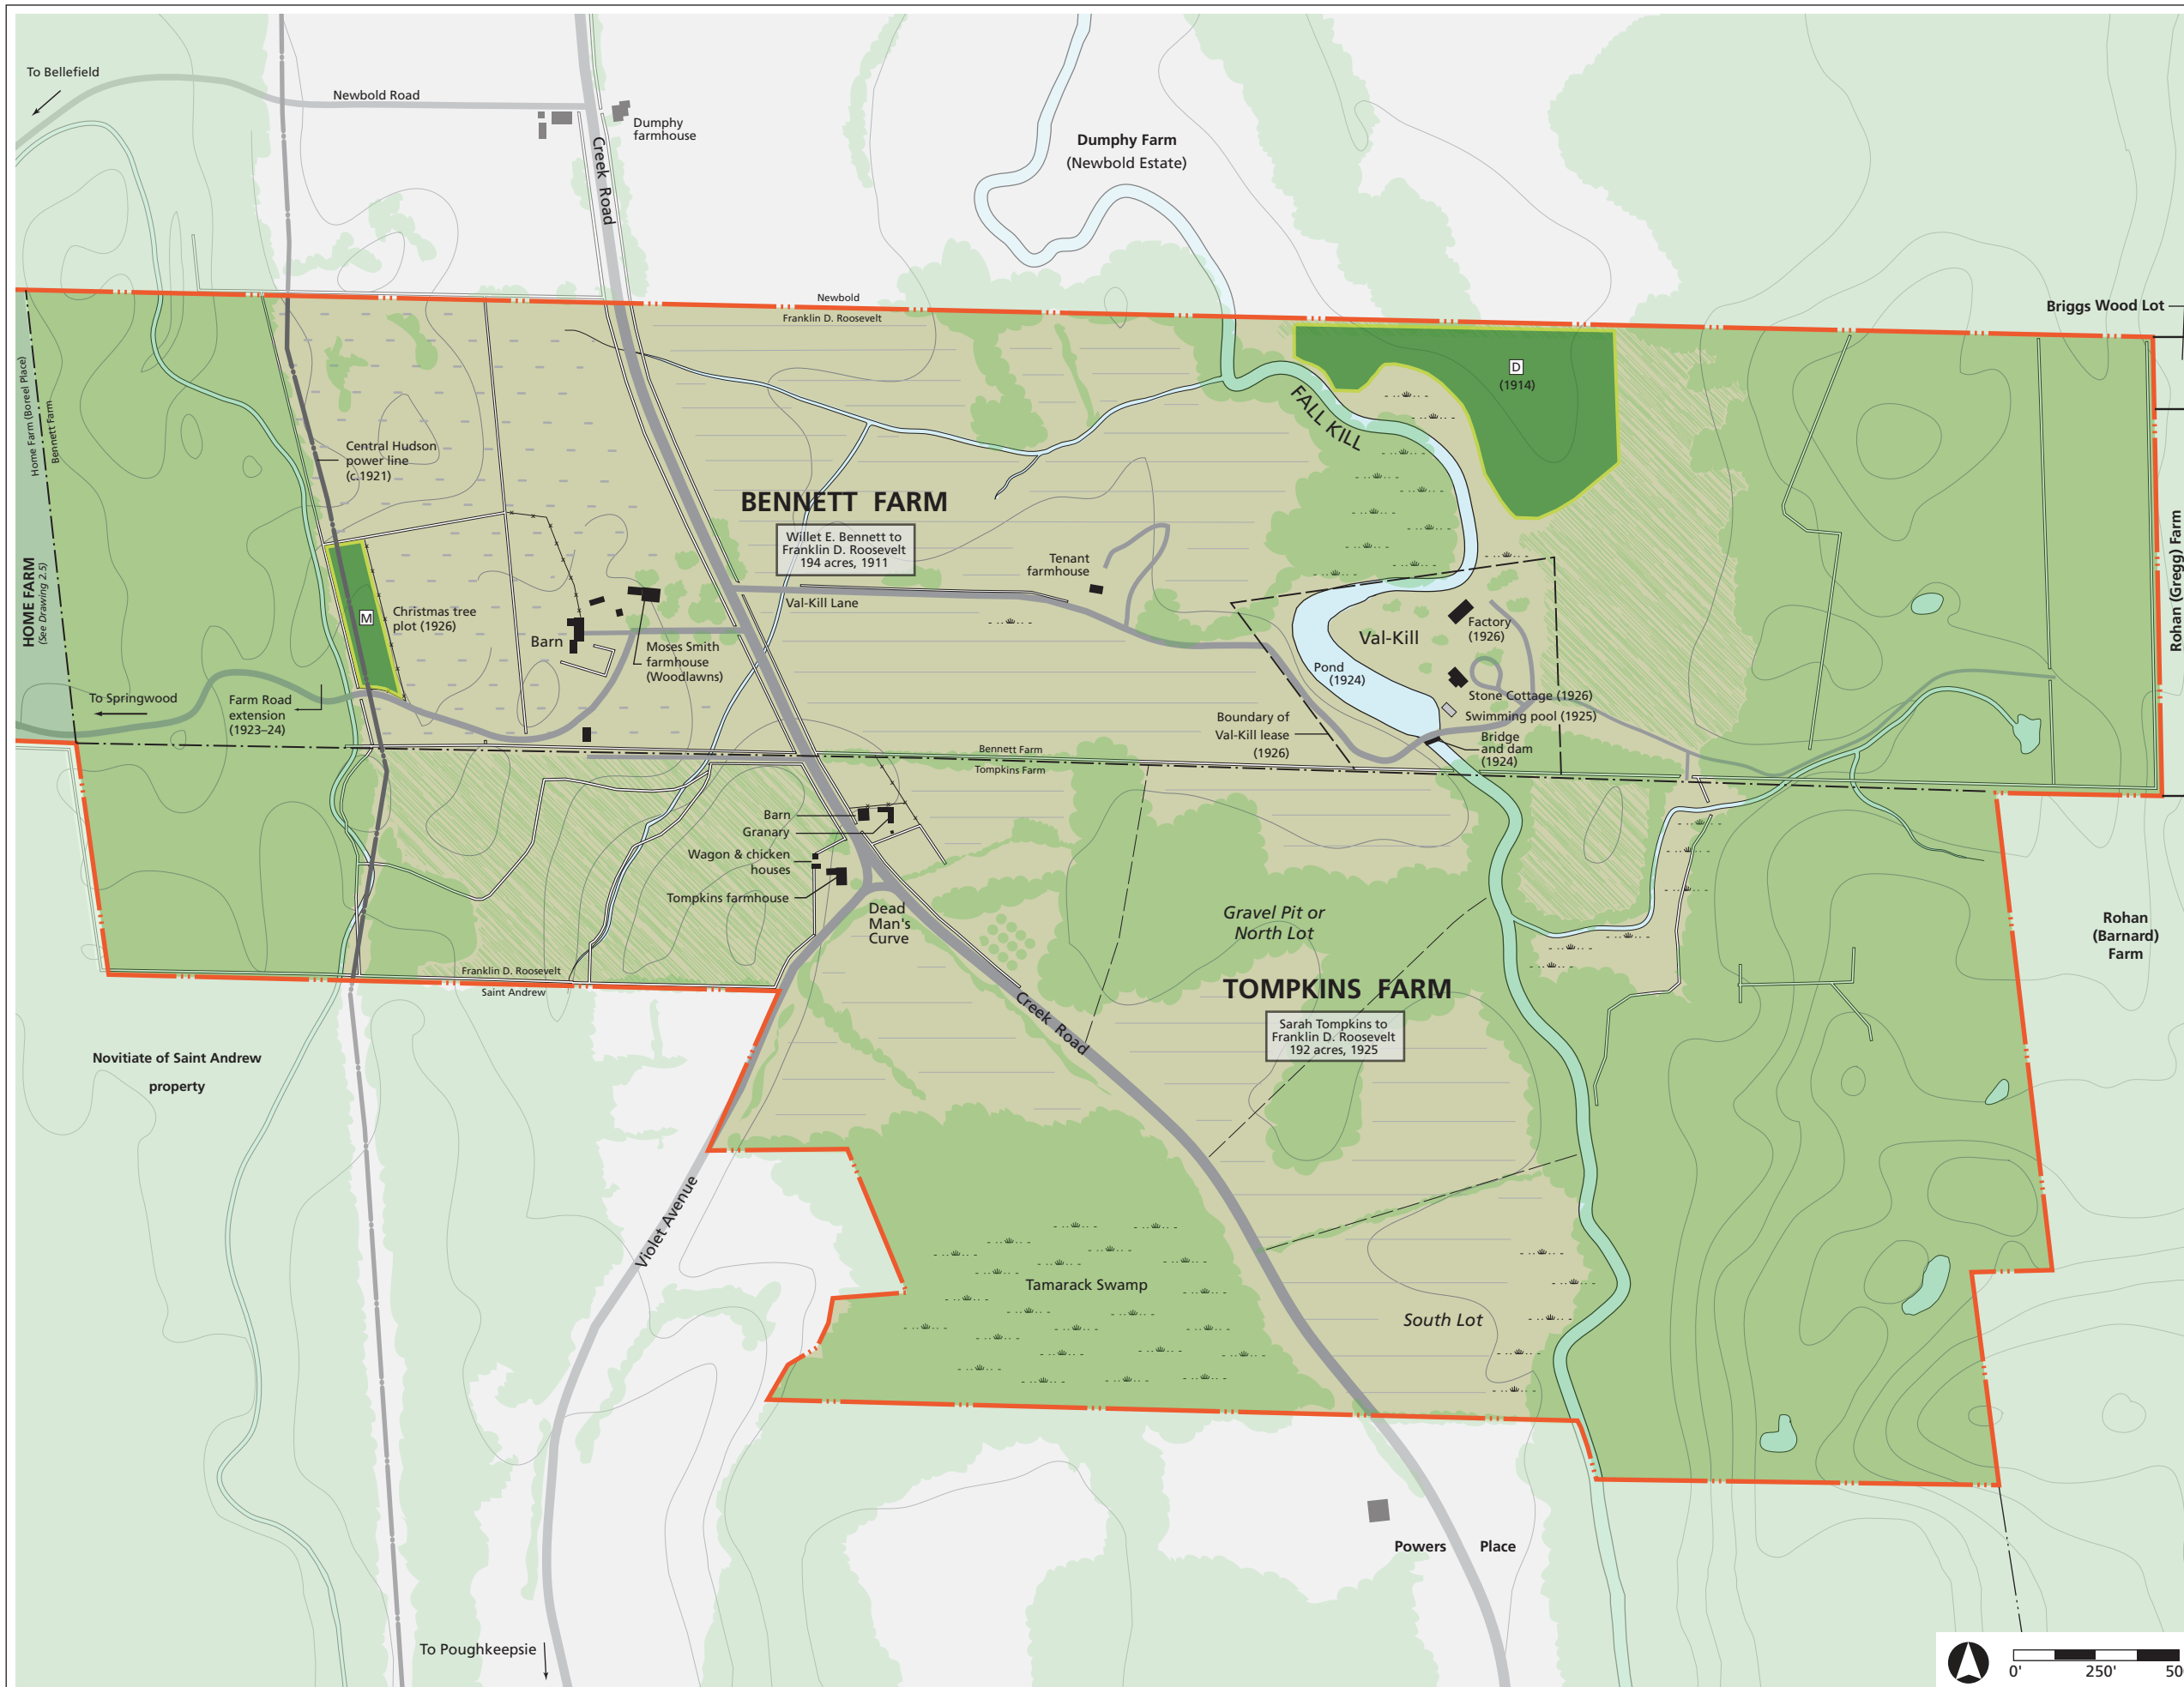 To Bellefield
Newbold Road
Dumphy
farmhouse
Creek Road
Dumphy Farm
(Newbold Estate)
Newbold
Franklin D. Roosevelt
Briggs Wood Lot
Home Farm (Boreel Place)
Bennett Farm
D
(1914)
FALL KILL
Central Hudson
power line
(c.1921)
BENNETT FARM
Willet E. Bennett to
Franklin D. Roosevelt
194 acres, 1911
Tenant
farmhouse
Val-Kill Lane
HOME FARM
(See Drawing 2.5)
M
Christmas tree
plot (1926)
Barn
Moses Smith
farmhouse
(Woodlawns)
Factory
(1926)
Val-Kill
Pond
(1924)
Stone Cottage (1926)
Swimming pool (1925)
Bridge
and dam
(1924)
Boundary of
Val-Kill lease
(1926)
Rohan (Gregg) Farm
To Springwood
Farm Road
extension
(1923–24)
Bennett Farm
Tompkins Farm
Barn
Granary
Wagon & chicken
houses
Tompkins farmhouse
Dead
Man's
Curve
Gravel Pit or
North Lot
Rohan
(Barnard)
Farm
Franklin D. Roosevelt
Saint Andrew
TOMPKINS FARM
Sarah Tompkins to
Franklin D. Roosevelt
192 acres, 1925
Creek Road
Novitiate of Saint Andrew
property
Violet Avenue
Tamarack Swamp
South Lot
Powers Place
To Poughkeepsie
0' 250' 50